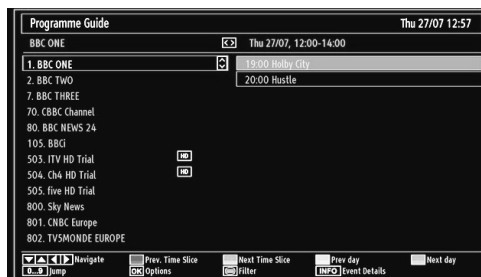 Programme Guide Thu 27/07 12:57
BBC ONE <> Thu 27/07, 12:00-14:00
1. BBC ONE 19:00 Holby City
2. BBC TWO 20:00 Hustle
7. BBC THREE
70. CBBC Channel
80. BBC NEWS 24
105. BBCi
503. ITV HD Trial HD
504. Ch4 HD Trial HD
505. five HD Trial
800. Sky News
801. CNBC Europe
802. TV5MONDE EUROPE
Navigate Prev. Time Slice Next Time Slice Prev day Next day
0...9 Jump OK Options Filter INFO Event Details